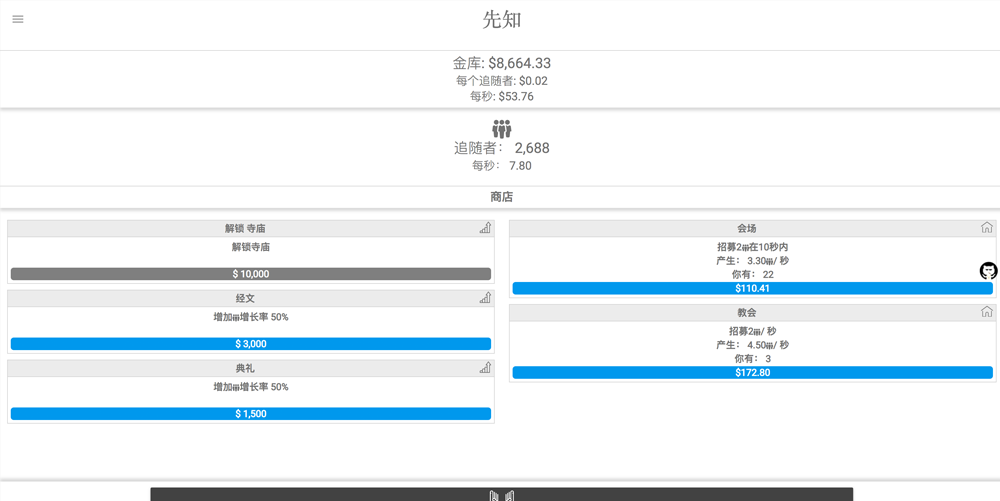 先知
金库: $8,664.33
每个追随者: $0.02
每秒: $53.76
追随者： 2,688
每秒： 7.80
商店
解锁 寺庙
解锁寺庙
$ 10,000
经文
增加增长率 50%
$ 3,000
典礼
增加增长率 50%
$ 1,500
会场
招募2在10秒内
产生： 3.30/ 秒
你有： 22
$110.41
教会
招募2/ 秒
产生： 4.50/ 秒
你有： 3
$172.80